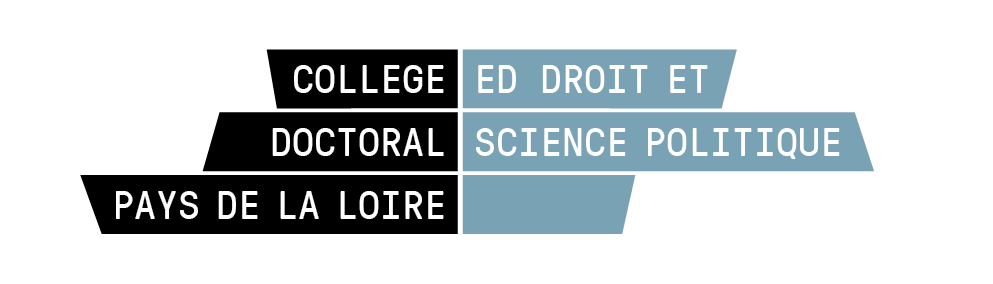 COLLEGE
DOCTORAL
PAYS DE LA LOIRE
ED DROIT ET
SCIENCE POLITIQUE